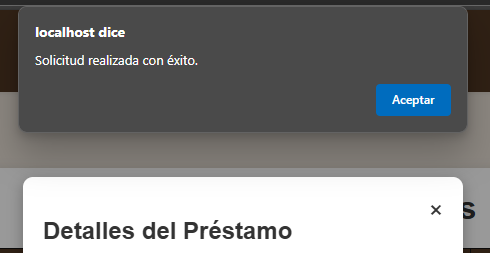 localhost dice
Solicitud realizada con éxito.
Aceptar
×
Detalles del Préstamo